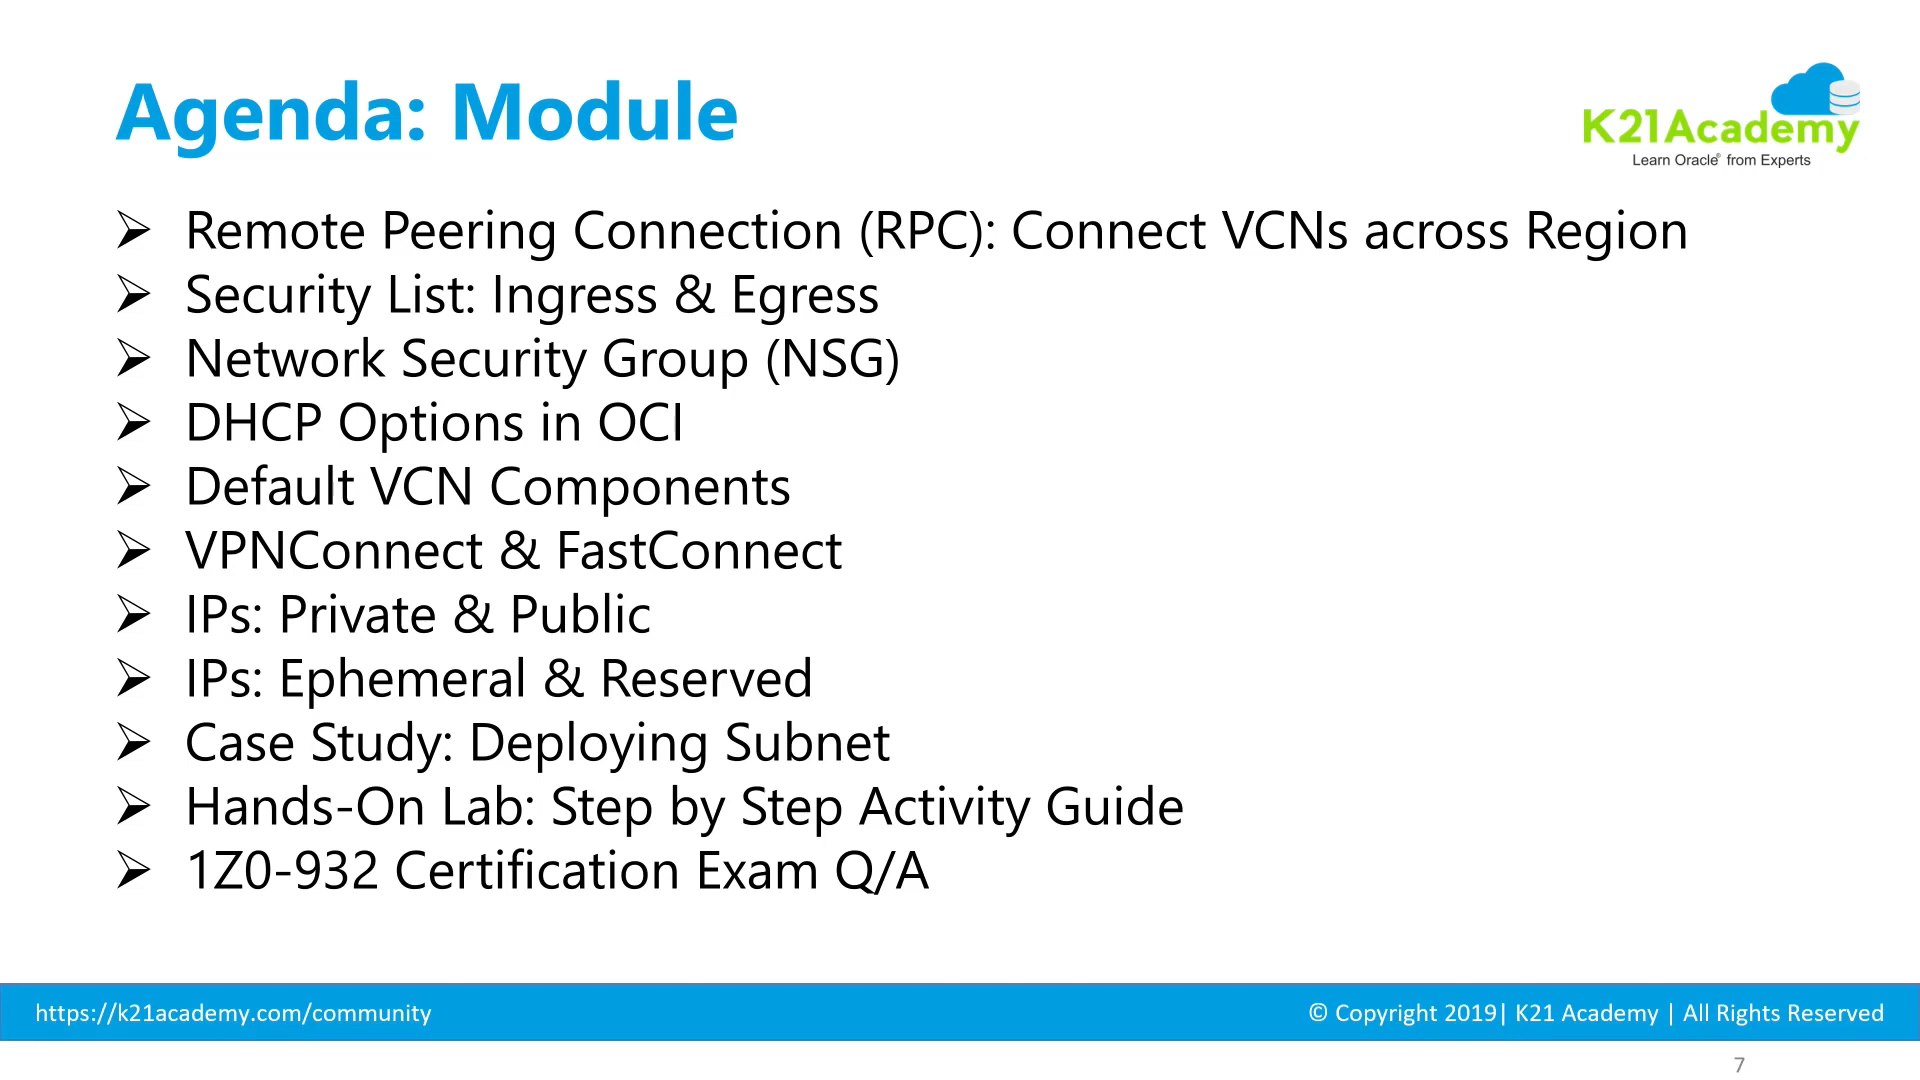 Agenda: Module
K21Academy
Learn Oracle® from Experts
➢ Remote Peering Connection (RPC): Connect VCNs across Region
➢ Security List: Ingress & Egress
➢ Network Security Group (NSG)
➢ DHCP Options in OCI
➢ Default VCN Components
➢ VPNConnect & FastConnect
➢ IPs: Private & Public
➢ IPs: Ephemeral & Reserved
➢ Case Study: Deploying Subnet
➢ Hands-On Lab: Step by Step Activity Guide
➢ 1Z0-932 Certification Exam Q/A
https://k21academy.com/community
© Copyright 2019| K21 Academy | All Rights Reserved
7